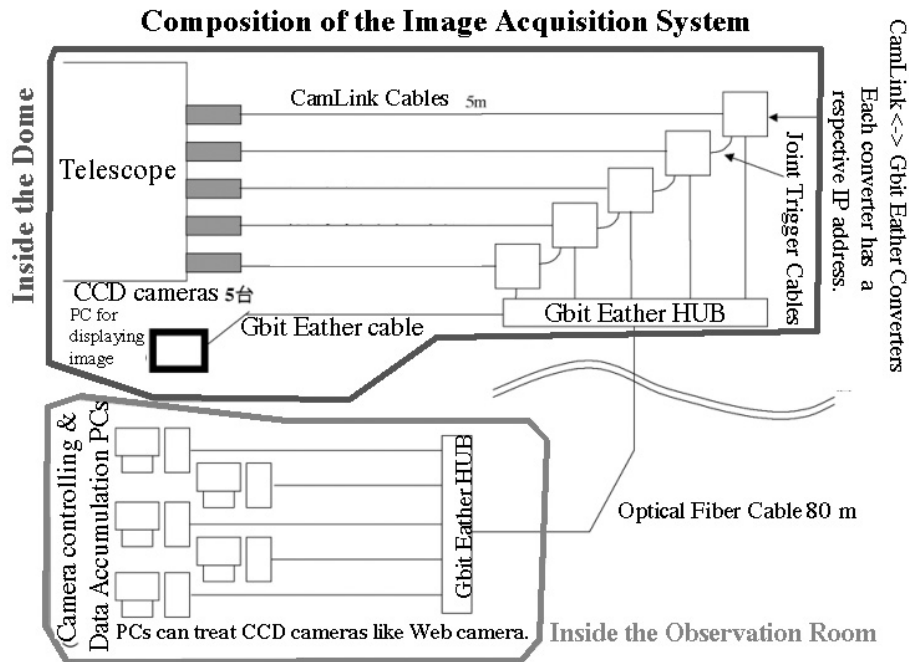 Composition of the Image Acquisition System
Inside the Dome
Telescope
CamLink Cables 5m
CamLink <-> Gbit Eather Converters
Each converter has a
respective IP address.
Joint Trigger Cables
CCD cameras 5台
PC for
displaying
image
Gbit Eather cable
Gbit Eather HUB
(Camera controlling &
Data Accumulation PCs
Gbit Eather HUB
Optical Fiber Cable 80 m
PCs can treat CCD cameras like Web camera.
Inside the Observation Room